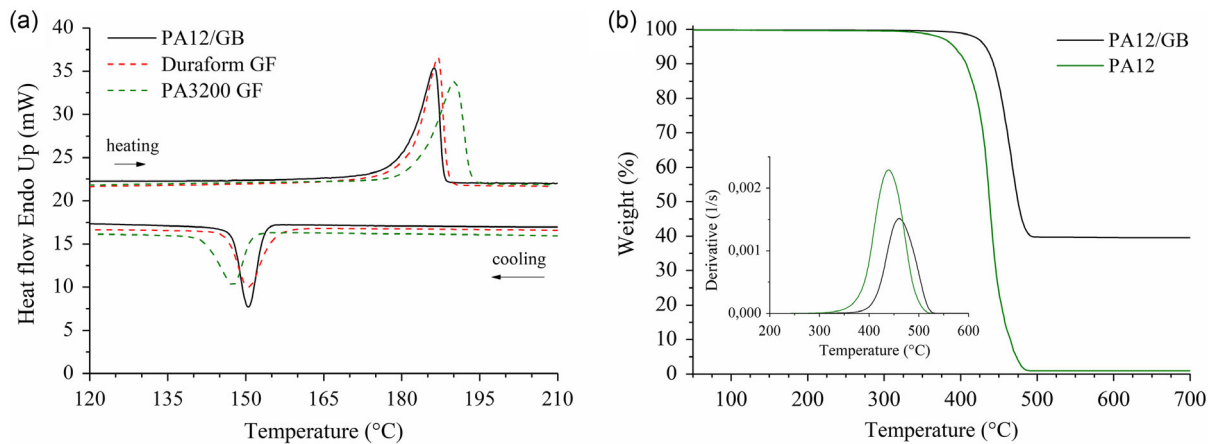 (a)
PA12/GB
Duraform GF
PA3200 GF
heating
cooling
Heat flow Endo Up (mW)
40
35
30
25
20
15
10
5
0
120
135
150
165
180
195
210
Temperature (°C)
(b)
PA12/GB
PA12
Weight (%)
100
90
80
70
60
50
40
30
20
10
0
100
200
300
400
500
600
700
Temperature (°C)
Derivative (1/s)
0,002
0,001
0,000
200
300
400
500
600
Temperature (°C)